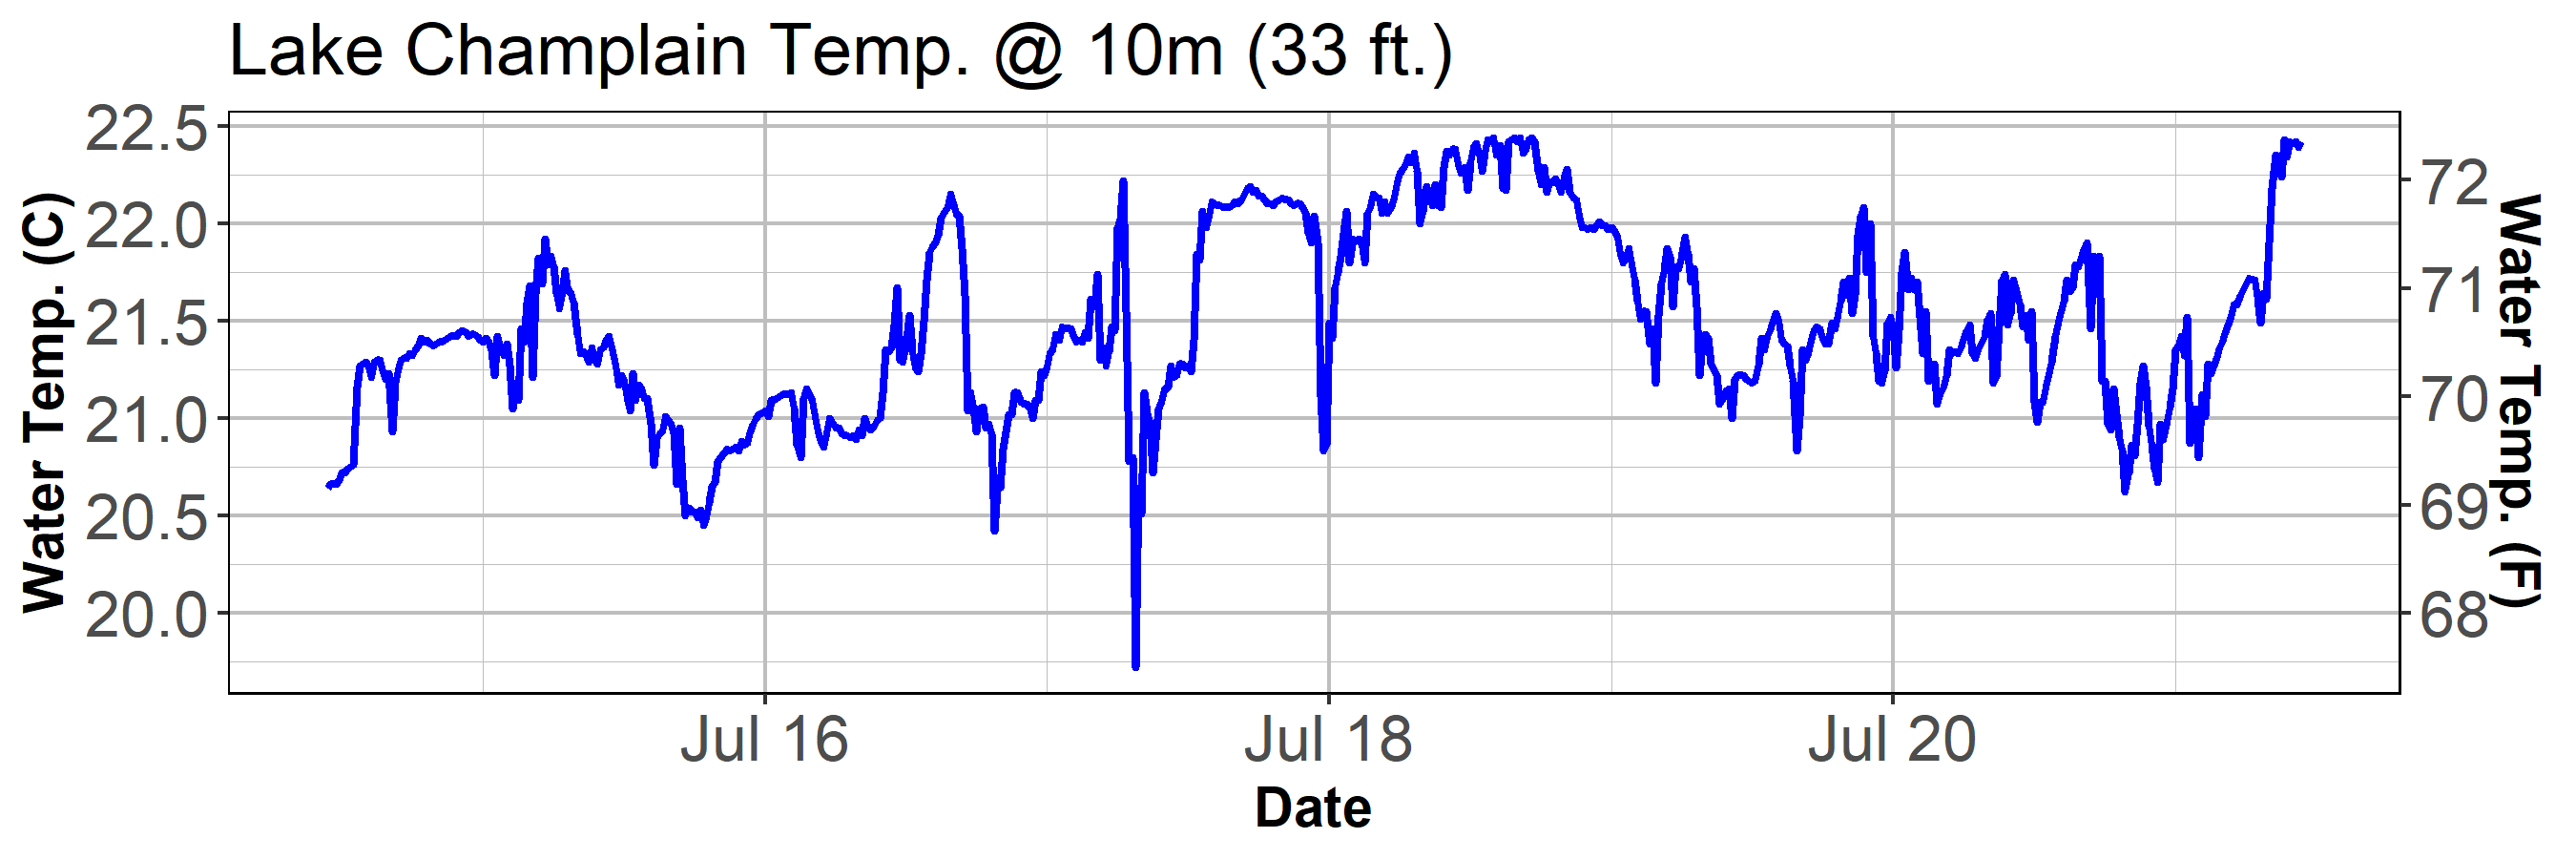 Lake Champlain Temp. @ 10m (33 ft.)
22.5
22.0
21.5
21.0
20.5
20.0
Water Temp. (C)
72
71
70
69
68
Water Temp. (F)
Jul 16
Jul 18
Jul 20
Date